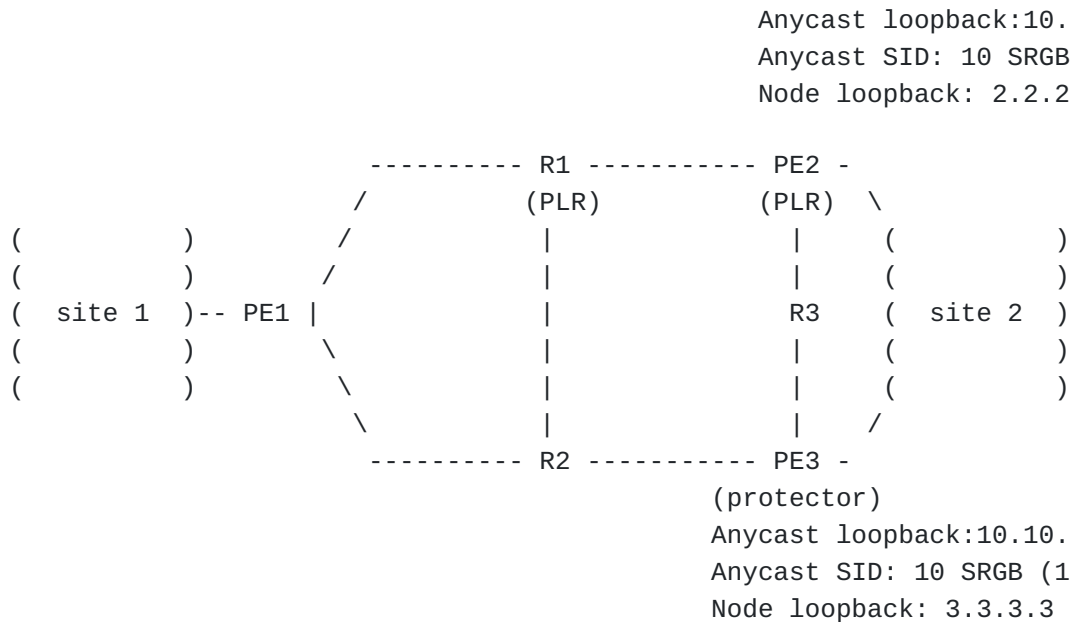 Anycast loopback:10.
Anycast SID: 10 SRGB
Node loopback: 2.2.2
---------- R1 ----------- PE2 -
/ (PLR) (PLR) \
( ) / | | ( )
( ) / | | ( )
( site 1 )-- PE1 | | R3 ( site 2 )
( ) \ | | ( )
( ) \ | | ( )
\ | | /
---------- R2 ----------- PE3 -
(protector)
Anycast loopback:10.10.
Anycast SID: 10 SRGB (1
Node loopback: 3.3.3.3